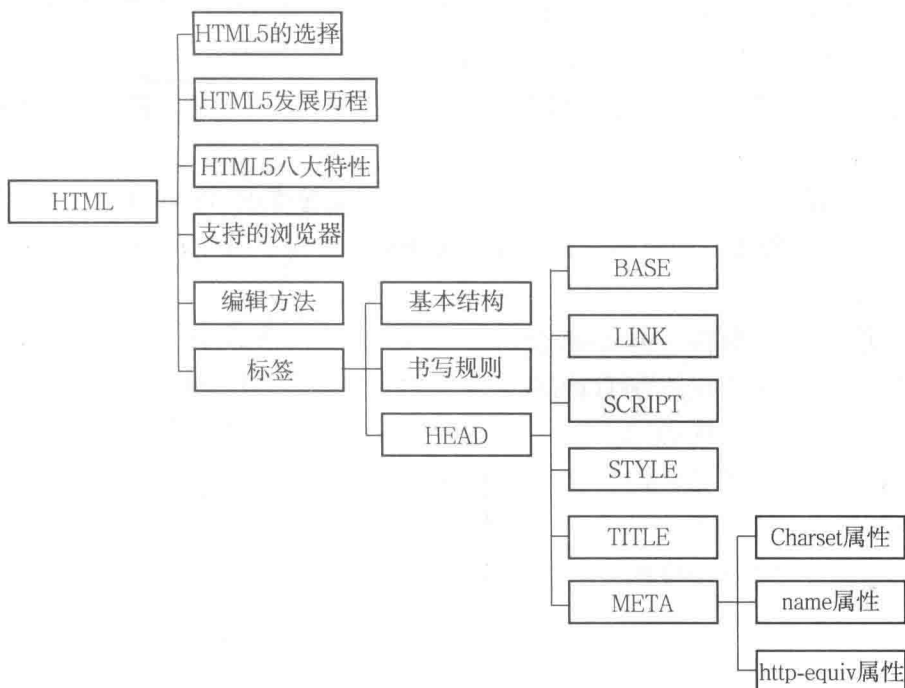 HTML
HTML5的选择
HTML5发展历程
HTML5八大特性
支持的浏览器
编辑方法
标签
基本结构
书写规则
HEAD
BASE
LINK
SCRIPT
STYLE
TITLE
META
Charset属性
name属性
http-equiv属性